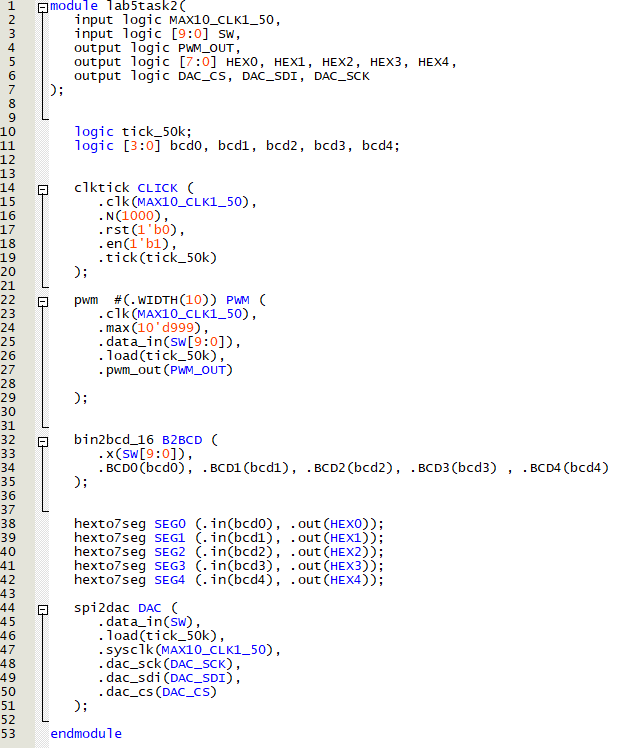 1 module lab5task2(
2 input logic MAX10_CLK1_50,
3 input logic [9:0] SW,
4 output logic PWM_OUT,
5 output logic [7:0] HEX0, HEX1, HEX2, HEX3, HEX4,
6 output logic DAC_CS, DAC_SDI, DAC_SCK
7 );
8
9
10 logic tick_50k;
11 logic [3:0] bcd0, bcd1, bcd2, bcd3, bcd4;
12
13
14 clktick CLICK (
15 .clk(MAX10_CLK1_50),
16 .N(1000),
17 .rst(1'b0),
18 .en(1'b1),
19 .tick(tick_50k)
20 );
21
22 pwm #(.WIDTH(10)) PWM (
23 .clk(MAX10_CLK1_50),
24 .max(10'd999),
25 .data_in(SW[9:0]),
26 .load(tick_50k),
27 .pwm_out(PWM_OUT)
28
29 );
30
31
32 bin2bcd_16 B2BCD (
33 .x(SW[9:0]),
34 .BCD0(bcd0), .BCD1(bcd1), .BCD2(bcd2), .BCD3(bcd3) , .BCD4(bcd4)
35 );
36
37
38 hexto7seg SEG0 (.in(bcd0), .out(HEX0));
39 hexto7seg SEG1 (.in(bcd1), .out(HEX1));
40 hexto7seg SEG2 (.in(bcd2), .out(HEX2));
41 hexto7seg SEG3 (.in(bcd3), .out(HEX3));
42 hexto7seg SEG4 (.in(bcd4), .out(HEX4));
43
44 spi2dac DAC (
45 .data_in(SW),
46 .load(tick_50k),
47 .sysclk(MAX10_CLK1_50),
48 .dac_sck(DAC_SCK),
49 .dac_sdi(DAC_SDI),
50 .dac_cs(DAC_CS)
51 );
52
53 endmodule